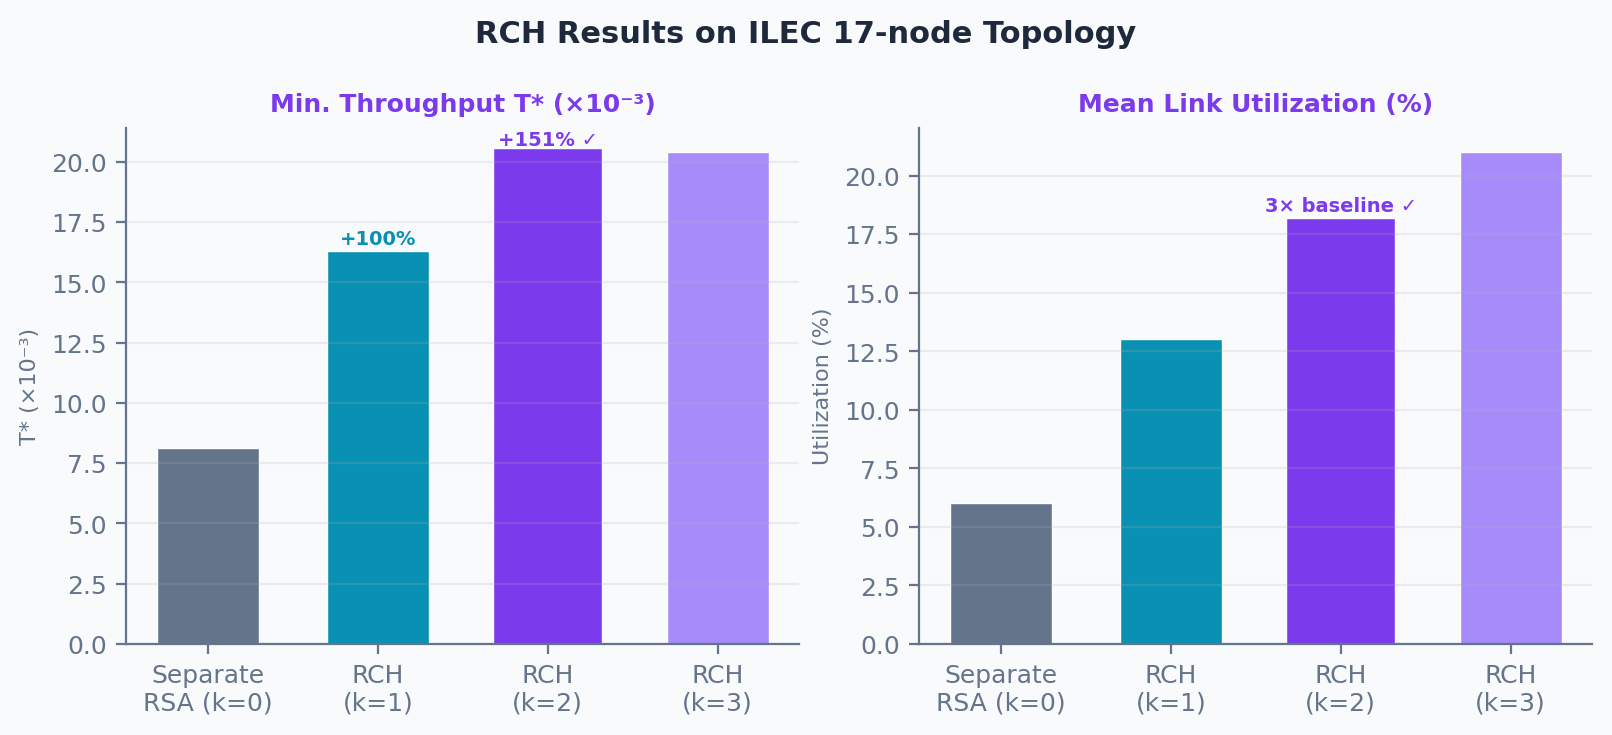 RCH Results on ILEC 17-node Topology
Min. Throughput T* (×10⁻³)
T* (×10⁻³)
20.0
17.5
15.0
12.5
10.0
7.5
5.0
2.5
0.0
+100%
+151% ✓
Separate
RSA (k=0)
RCH
(k=1)
RCH
(k=2)
RCH
(k=3)
Mean Link Utilization (%)
Utilization (%)
20.0
17.5
15.0
12.5
10.0
7.5
5.0
2.5
0.0
3× baseline ✓
Separate
RSA (k=0)
RCH
(k=1)
RCH
(k=2)
RCH
(k=3)